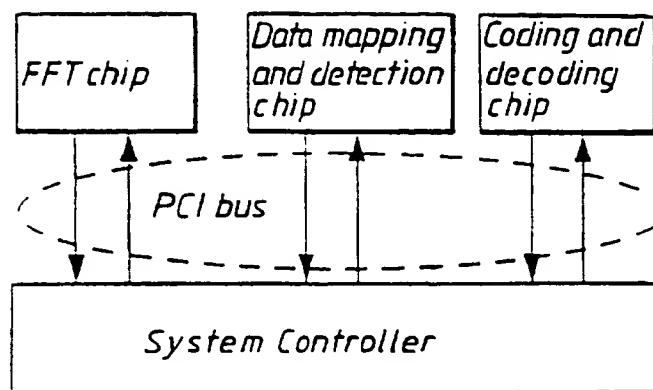 FFT chip
Data mapping
and detection
chip
Coding and
decoding
chip
PCI bus
System Controller